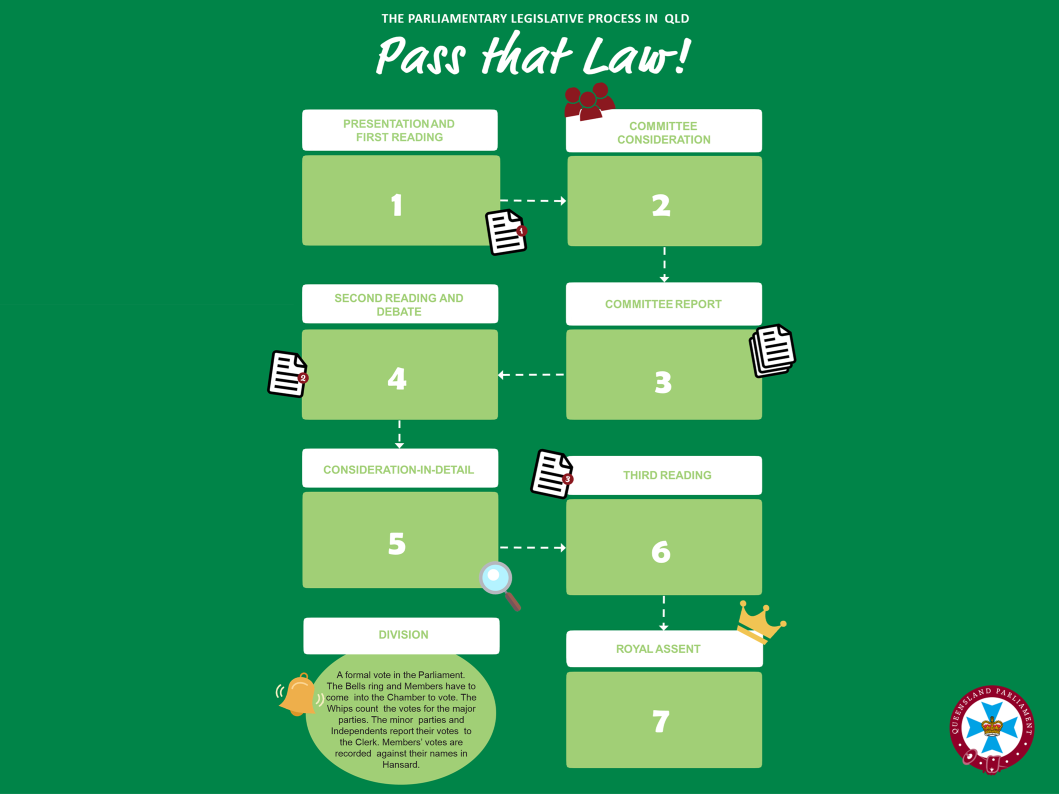 THE PARLIAMENTARY LEGISLATIVE PROCESS IN QLD
Pass that Law!
PRESENTATION AND
FIRST READING
1
1
COMMITTEE
CONSIDERATION
2
SECOND READING AND
DEBATE
4
2
COMMITTEE REPORT
3
CONSIDERATION-IN-DETAIL
5
THIRD READING
3
6
DIVISION
A formal vote in the Parliament.
The Bells ring and Members have to
come into the Chamber to vote. The
Whips count the votes for the major
parties. The minor parties and
Independents report their votes to
the Clerk. Members' votes are
recorded against their names in
Hansard.
ROYAL ASSENT
7
QUEENSLAND PARLIAMENT